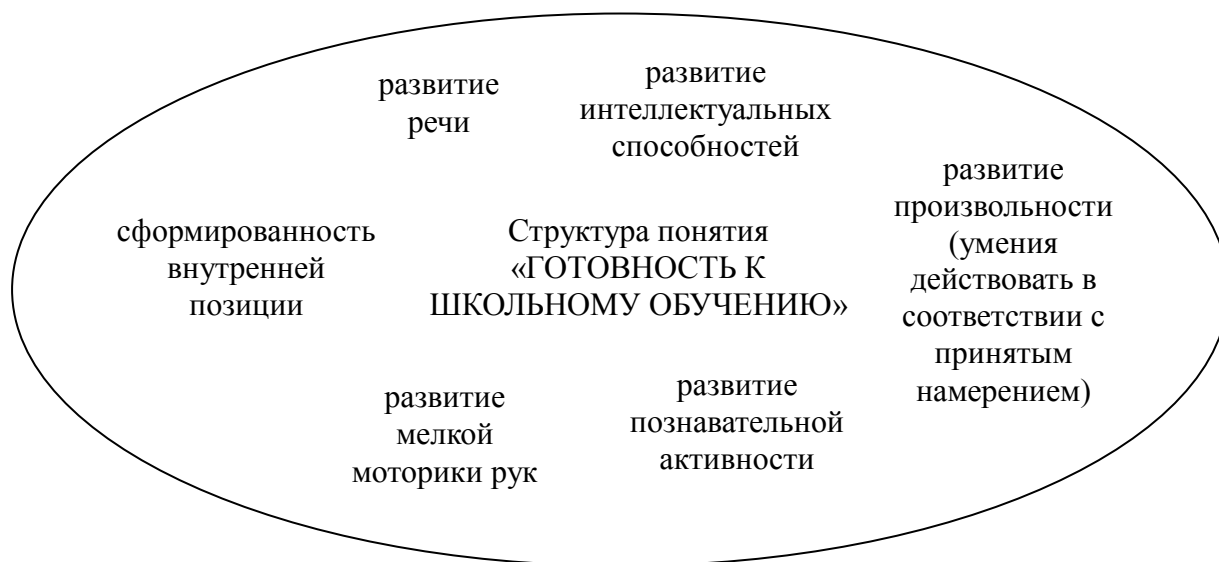 развитие
речи
развитие
интеллектуальных
способностей
развитие
произвольности
(умения
действовать в
соответствии с
принятым
намерением)
сформированность
внутренней
позиции
Структура понятия
«ГОТОВНОСТЬ К
ШКОЛЬНОМУ ОБУЧЕНИЮ»
развитие
мелкой
моторики рук
развитие
познавательной
активности